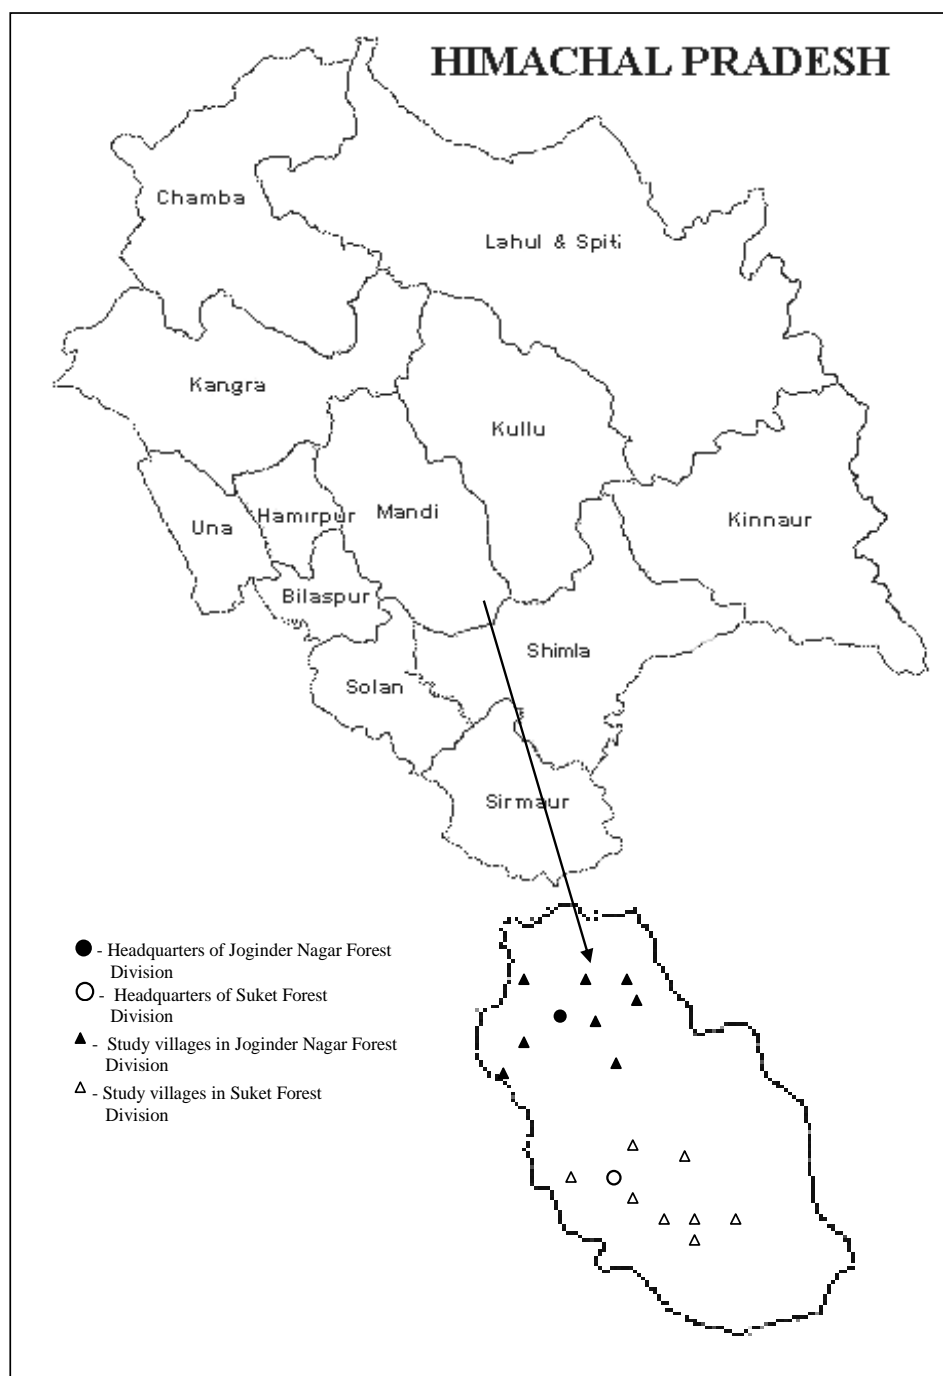 HIMACHAL PRADESH
Chamba
Lahul & Spiti
Kangra
Kullu
Mandi
Hamirpur
Una
Kinnaur
Bilaspur
Shimla
Solan
Sirmaur
- Headquarters of Joginder Nagar Forest
Division
- Headquarters of Suket Forest
Division
- Study villages in Joginder Nagar Forest
Division
- Study villages in Suket Forest
Division